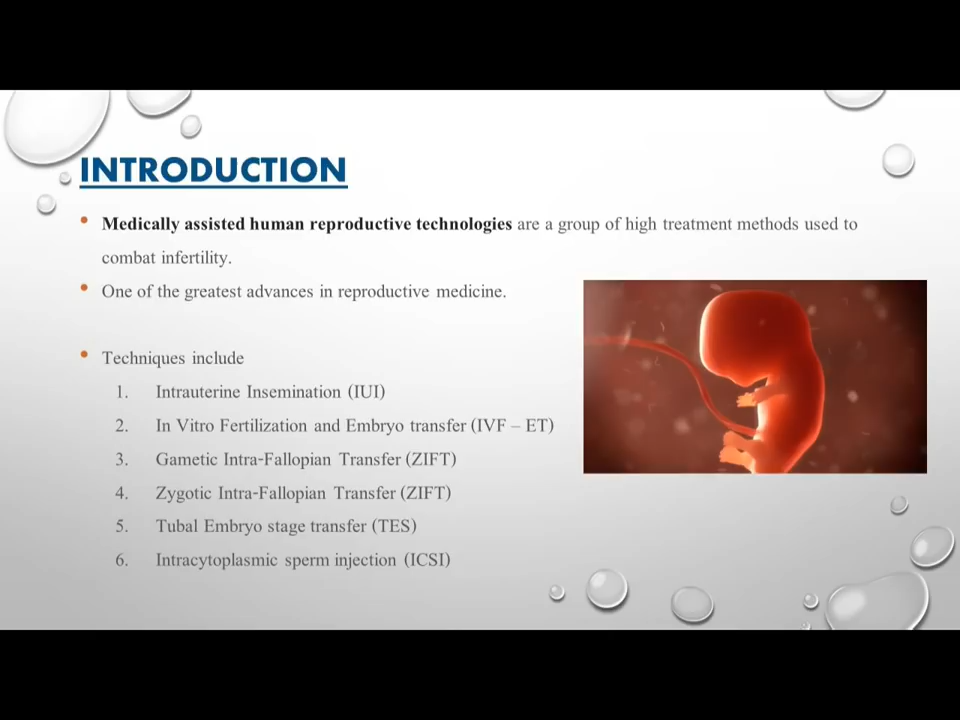 INTRODUCTION
• Medically assisted human reproductive technologies are a group of high treatment methods used to
combat infertility.
• One of the greatest advances in reproductive medicine.
• Techniques include
1. Intrauterine Insemination (IUI)
2. In Vitro Fertilization and Embryo transfer (IVF – ET)
3. Gametic Intra-Fallopian Transfer (ZIFT)
4. Zygotic Intra-Fallopian Transfer (ZIFT)
5. Tubal Embryo stage transfer (TES)
6. Intracytoplasmic sperm injection (ICSI)